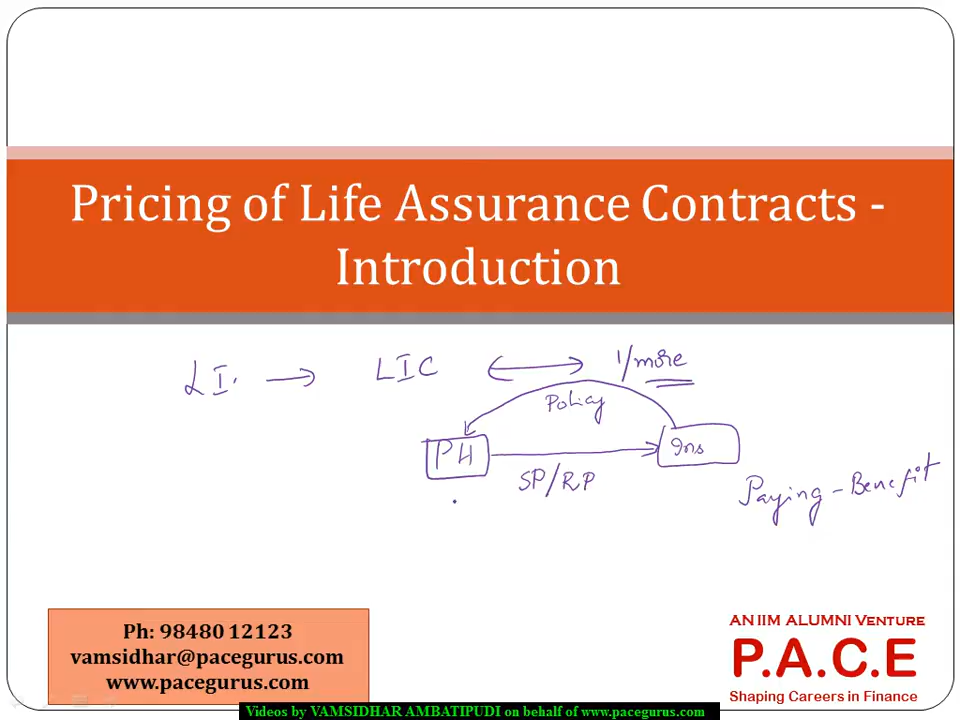 Pricing of Life Assurance Contracts -
Introduction
LI. → LIC ↔ 1/more
Policy
PH → Ins
SP/RP
Paying - Benefit
Ph: 98480 12123
vamsidhar@pacegurus.com
www.pacegurus.com
AN IIM ALUMNI VENTURE
P.A.C.E
Shaping Careers in Finance
Videos by VAMSIDHAR AMBATIPUDI on behalf of www.pacegurus.com